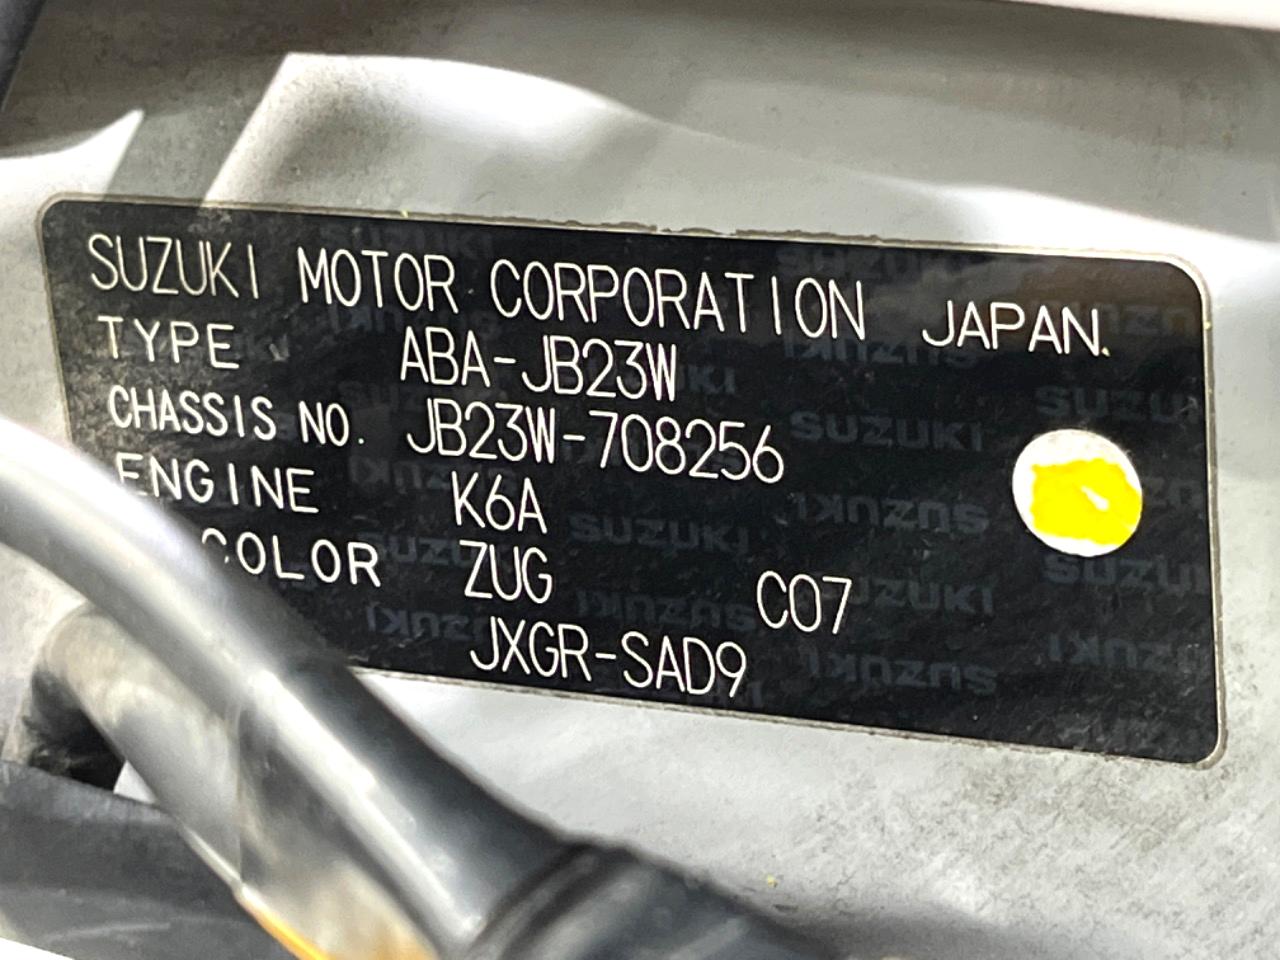 SUZUKI MOTOR CORPORATION JAPAN.
TYPE ABA-JB23W
CHASSIS NO. JB23W-708256
ENGINE K6A
COLOR ZUG C07
JXGR-SAD9